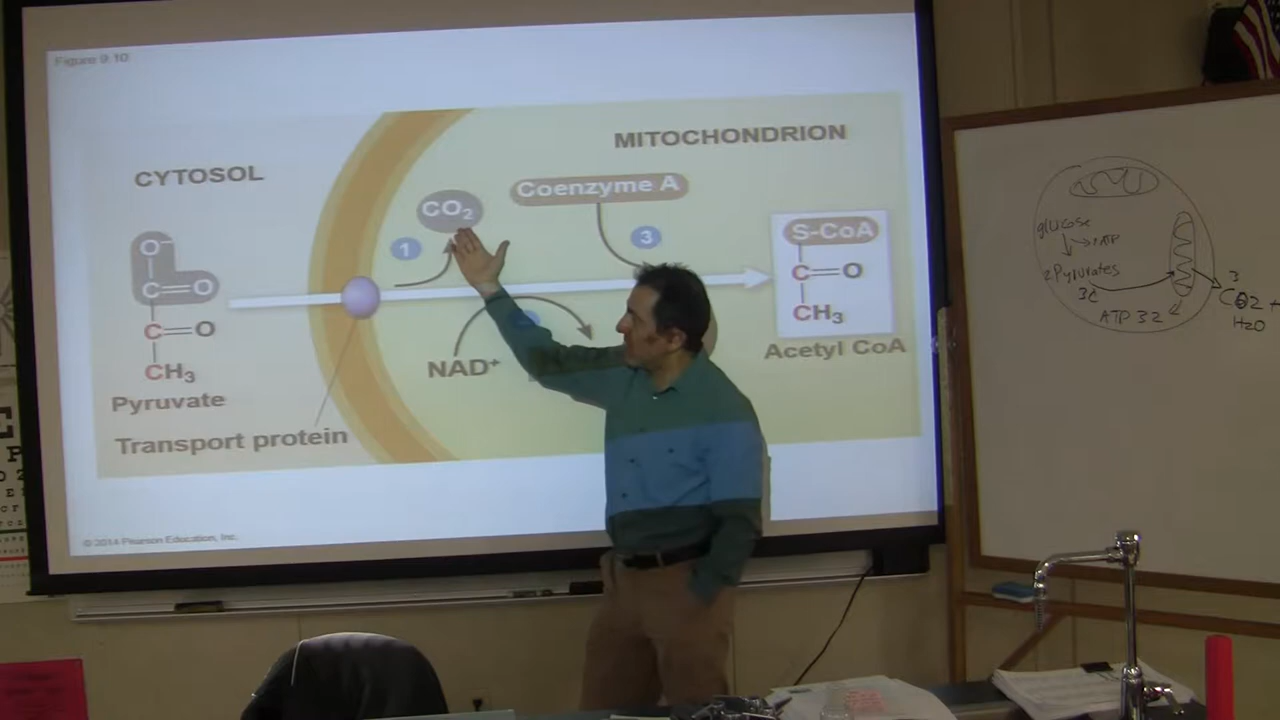 Figure 9.10
MITOCHONDRION
CYTOSOL
CO₂
Coenzyme A
1
3
O⁻
C=O
C=O
CH₃
Pyruvate
Transport protein
NAD⁺
S-CoA
C=O
CH₃
Acetyl CoA
© 2014 Pearson Education, Inc.
glucose
2 Pyruvates
3c
ATP 32
3
CO2 +
H2O